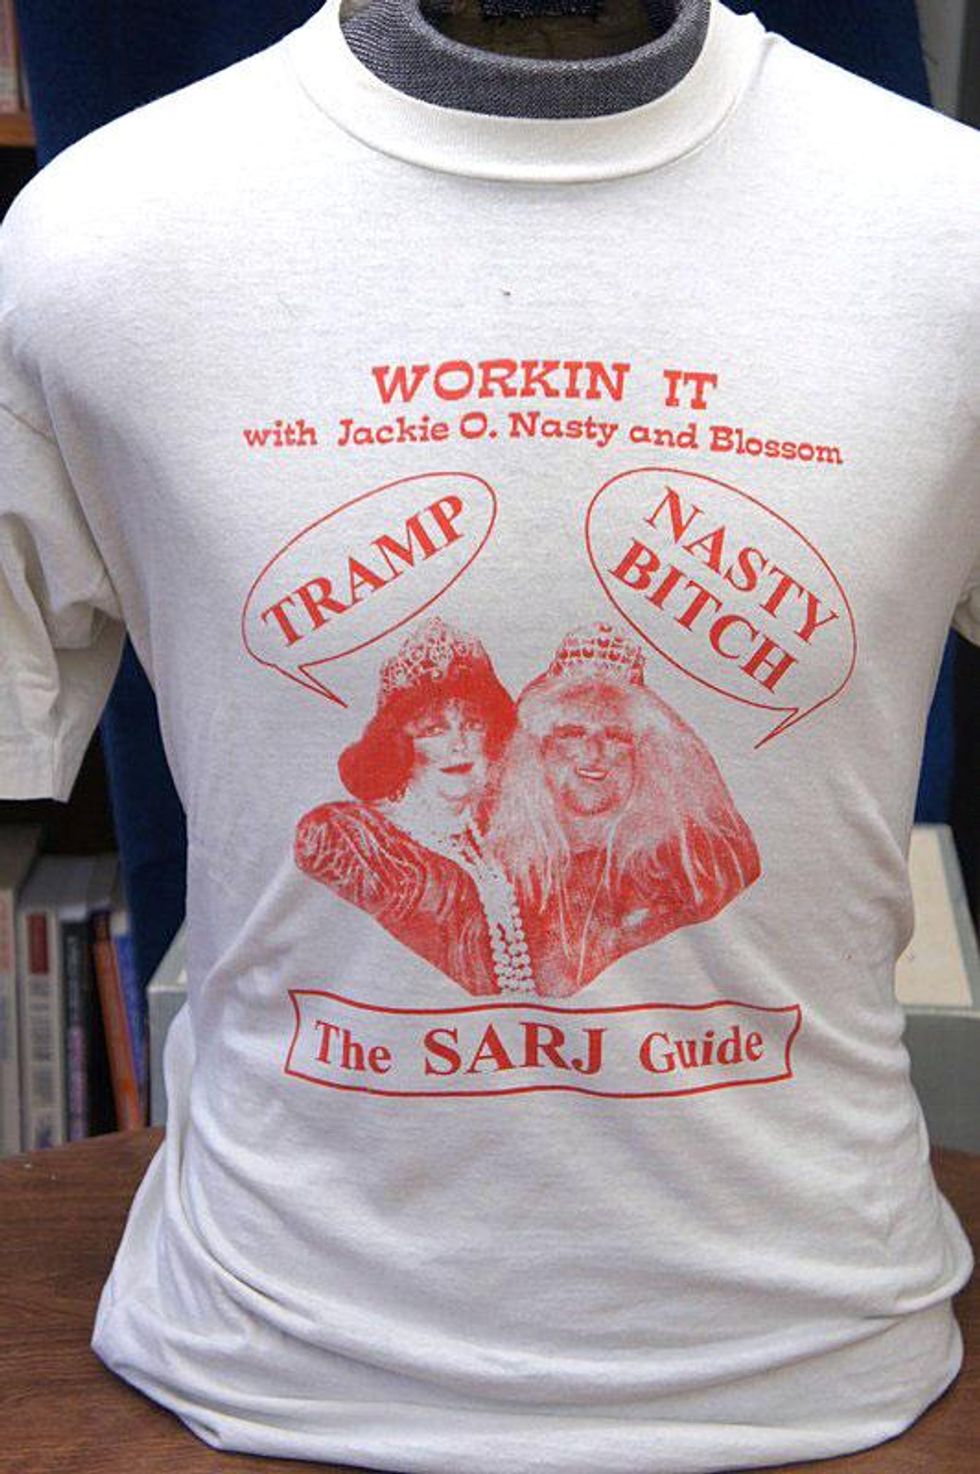 WORKIN IT
with Jackie O. Nasty and Blossom
TRAMP
NASTY
BITCH
The SARJ Guide